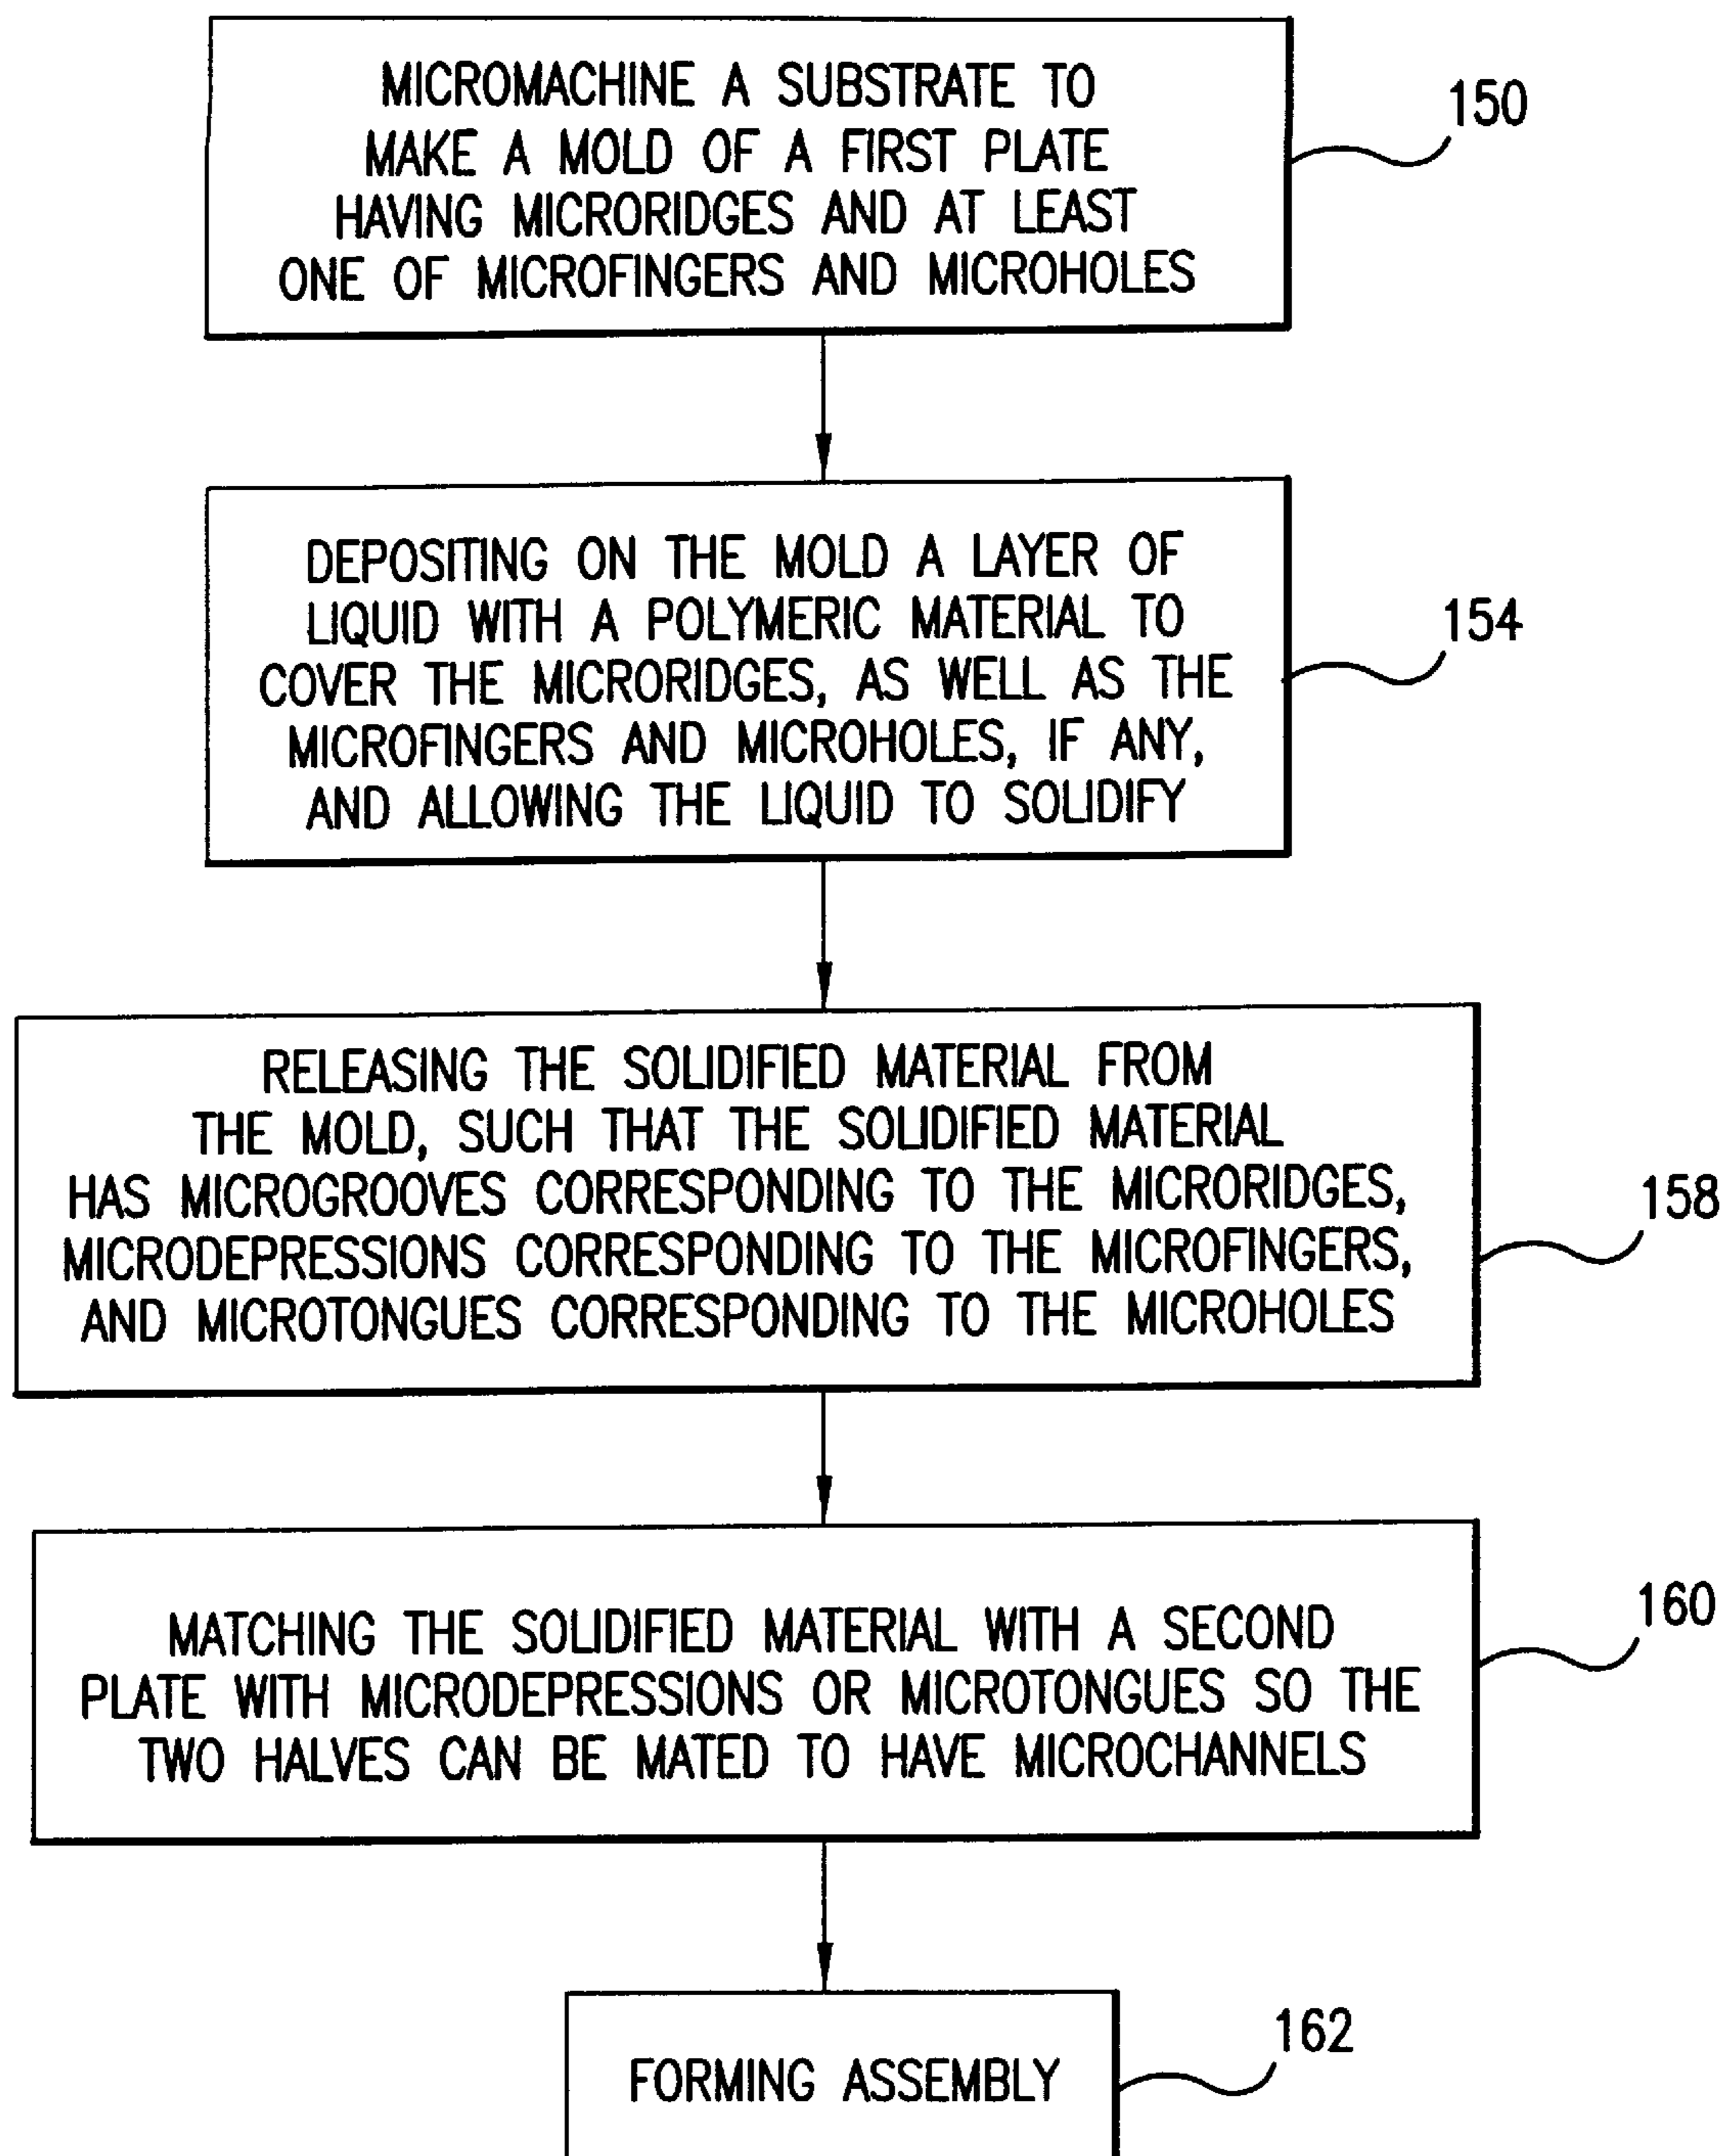 MICROMACHINE A SUBSTRATE TO
MAKE A MOLD OF A FIRST PLATE
HAVING MICRORIDGES AND AT LEAST
ONE OF MICROFINGERS AND MICROHOLES
150
DEPOSITING ON THE MOLD A LAYER OF
LIQUID WITH A POLYMERIC MATERIAL TO
COVER THE MICRORIDGES, AS WELL AS THE
MICROFINGERS AND MICROHOLES, IF ANY,
AND ALLOWING THE LIQUID TO SOLIDIFY
154
RELEASING THE SOLIDIFIED MATERIAL FROM
THE MOLD, SUCH THAT THE SOLIDIFIED MATERIAL
HAS MICROGROOVES CORRESPONDING TO THE MICRORIDGES,
MICRODEPRESSIONS CORRESPONDING TO THE MICROFINGERS,
AND MICROTONGUES CORRESPONDING TO THE MICROHOLES
158
MATCHING THE SOLIDIFIED MATERIAL WITH A SECOND
PLATE WITH MICRODEPRESSIONS OR MICROTONGUES SO THE
TWO HALVES CAN BE MATED TO HAVE MICROCHANNELS
160
FORMING ASSEMBLY
162